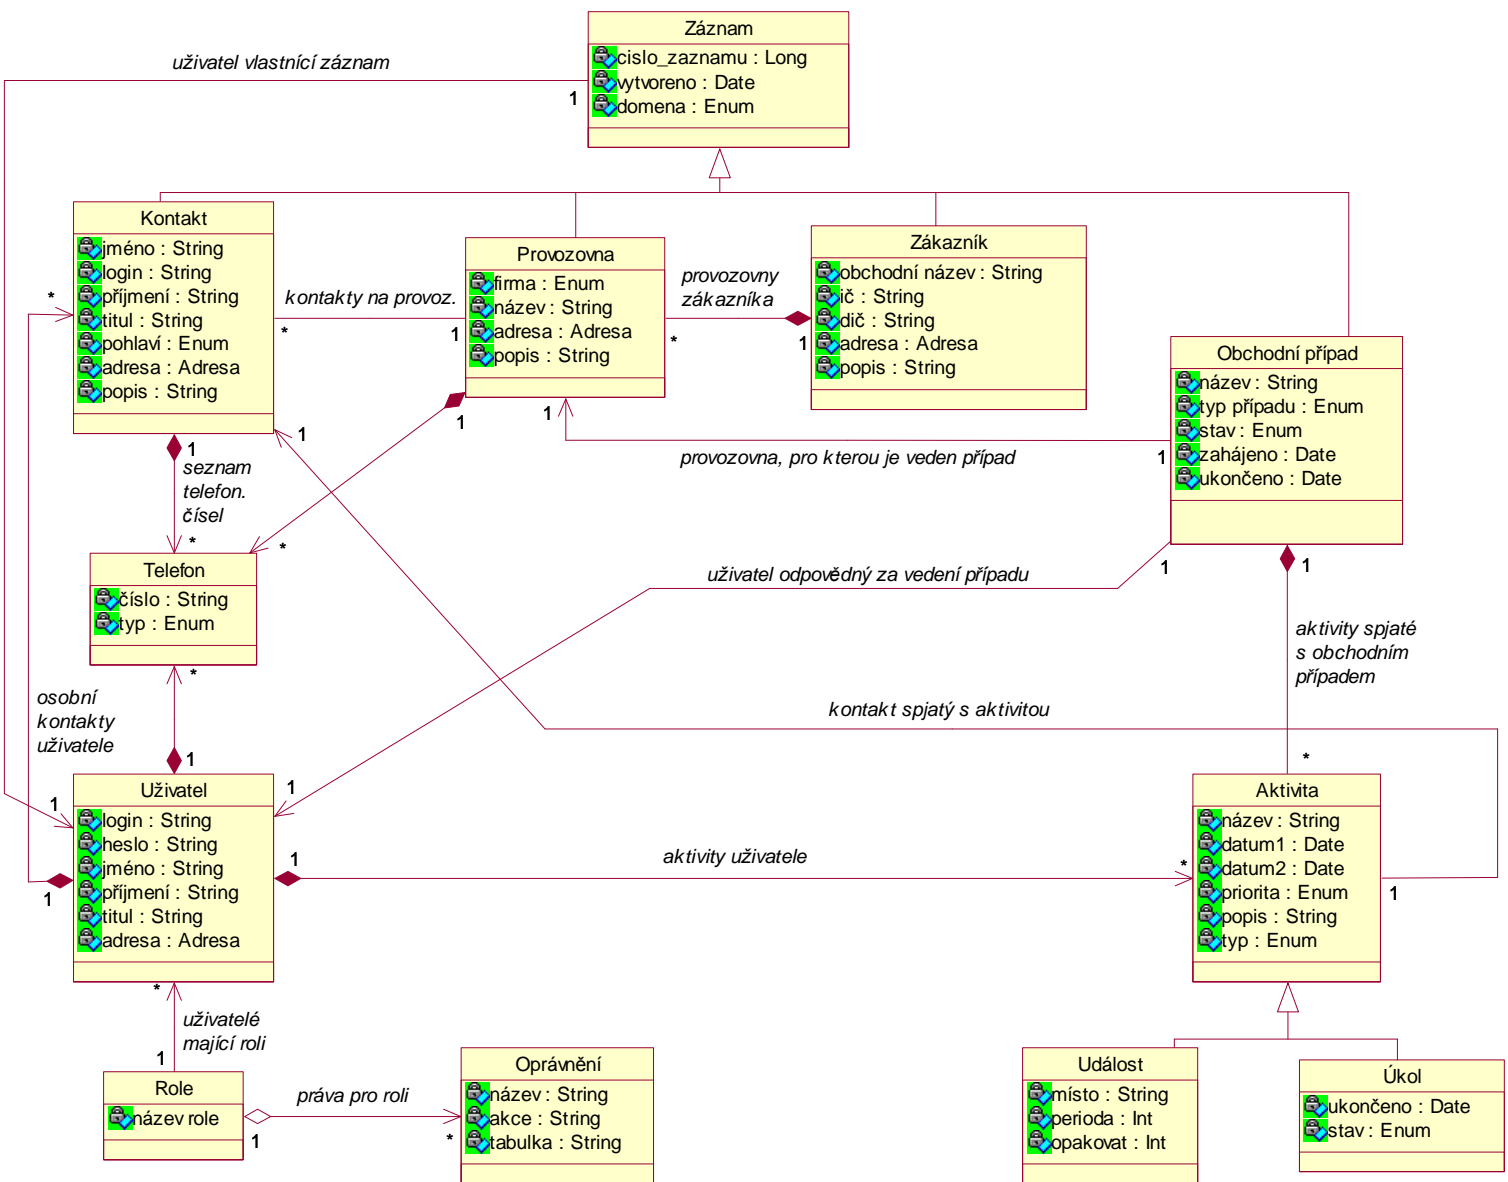 Záznam
cislo_zaznamu : Long
vytvoreno : Date
domena : Enum
uživatel vlastnící záznam
1
Kontakt
jméno : String
login : String
příjmení : String
titul : String
pohlaví : Enum
adresa : Adresa
popis : String
*
kontakty na provoz.
*
1
Provozovna
firma : Enum
název : String
adresa : Adresa
popis : String
provozovny
zákazníka
*
1
Zákazník
obchodní název : String
ič : String
dič : String
adresa : Adresa
popis : String
Obchodní případ
název : String
typ případu : Enum
stav : Enum
zahájeno : Date
ukončeno : Date
1
1
1
1
provozovna, pro kterou je veden případ
1
seznam
telefon.
čísel
*
*
Telefon
číslo : String
typ : Enum
*
uživatel odpovědný za vedení případu
1
1
aktivity spjaté
s obchodním
případem
*
osobní
kontakty
uživatele
kontakt spjatý s aktivitou
1
1
1
Uživatel
login : String
heslo : String
jméno : String
příjmení : String
titul : String
adresa : Adresa
1
1
aktivity uživatele
*
Aktivita
název : String
datum1 : Date
datum2 : Date
priorita : Enum
popis : String
typ : Enum
1
*
uživatelé
mající roli
1
Role
název role
práva pro roli
1
*
Oprávnění
název : String
akce : String
tabulka : String
Událost
místo : String
perioda : Int
opakovat : Int
Úkol
ukončeno : Date
stav : Enum